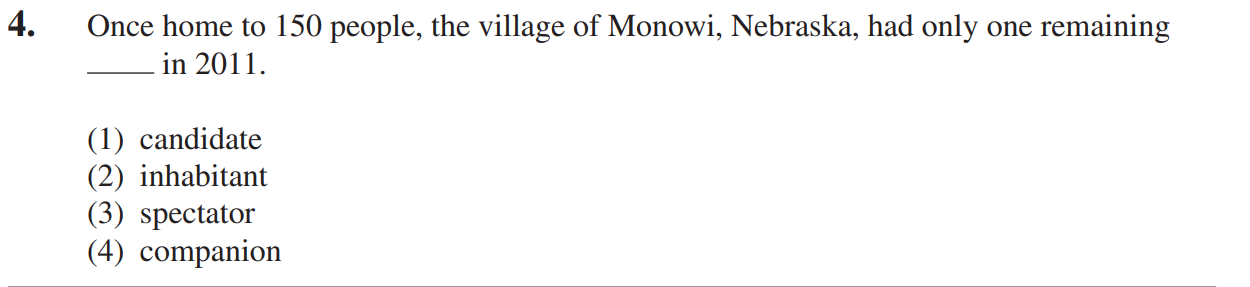 4. Once home to 150 people, the village of Monowi, Nebraska, had only one remaining
____ in 2011.
(1) candidate
(2) inhabitant
(3) spectator
(4) companion